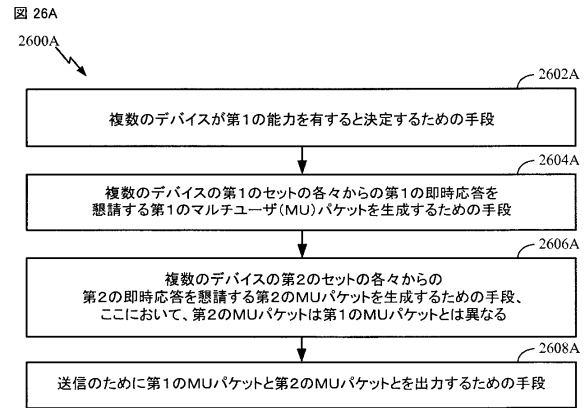 図 26A
2600A
2602A
複数のデバイスが第1の能力を有すると決定するための手段
2604A
複数のデバイスの第1のセットの各々からの第1の即時応答を
懇請する第1のマルチユーザ(MU)パケットを生成するための手段
2606A
複数のデバイスの第2のセットの各々からの
第2の即時応答を懇請する第2のMUパケットを生成するための手段、
ここにおいて、第2のMUパケットは第1のMUパケットとは異なる
2608A
送信のために第1のMUパケットと第2のMUパケットとを出力するための手段